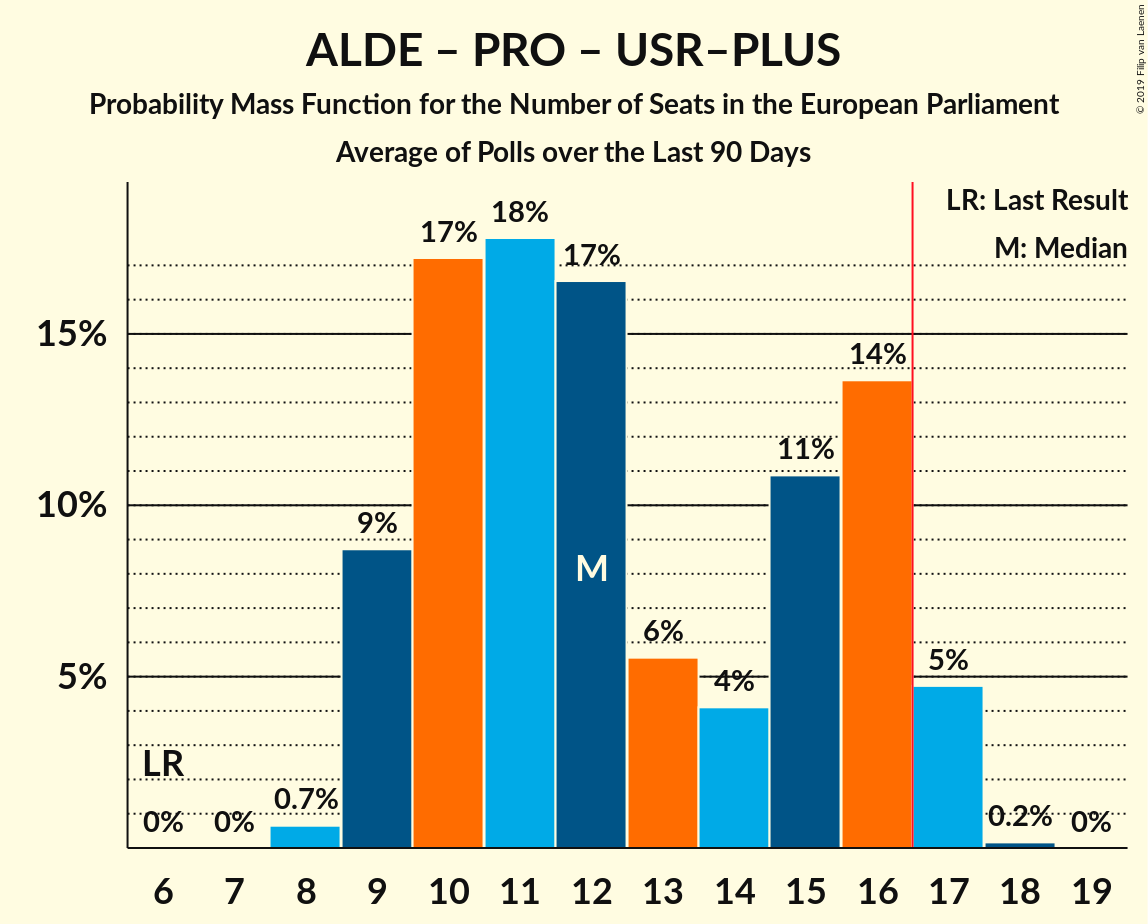 ALDE – PRO – USR–PLUS
Probability Mass Function for the Number of Seats in the European Parliament
Average of Polls over the Last 90 Days
© 2019 Filip van Laenen
LR: Last Result
M: Median
15%
10%
5%
LR
0%
0%
0.7%
9%
17%
18%
17%
M
6%
4%
11%
14%
5%
0.2%
0%
6 7 8 9 10 11 12 13 14 15 16 17 18 19